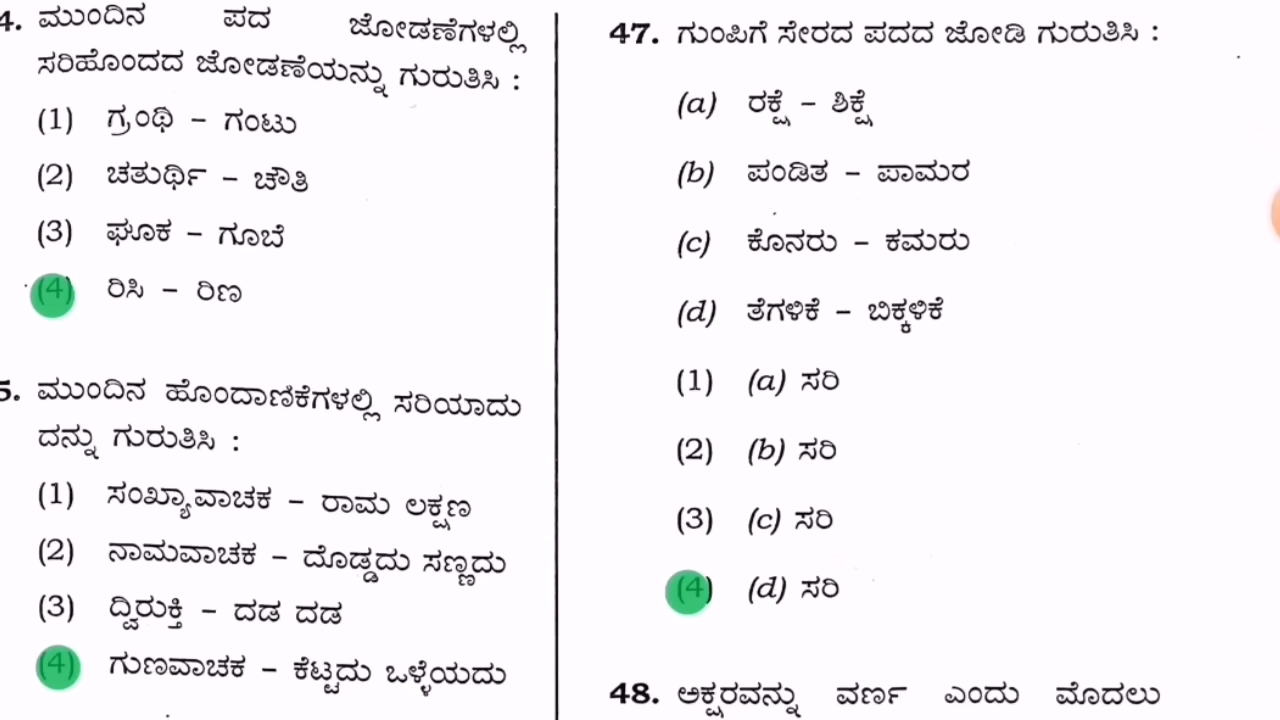 4. ಮುಂದಿನ ಪದ ಜೋಡಣೆಗಳಲ್ಲಿ
ಸರಿಹೊಂದದ ಜೋಡಣೆಯನ್ನು ಗುರುತಿಸಿ :
(1) ಗ್ರಂಥಿ – ಗಂಟು
(2) ಚತುರ್ಥಿ – ಚೌತಿ
(3) ಘೂಕ – ಗೂಬೆ
(4) ರಿಸಿ – ರಿಣ
5. ಮುಂದಿನ ಹೊಂದಾಣಿಕೆಗಳಲ್ಲಿ ಸರಿಯಾದು
ದನ್ನು ಗುರುತಿಸಿ :
(1) ಸಂಖ್ಯಾವಾಚಕ – ರಾಮ ಲಕ್ಷಣ
(2) ನಾಮವಾಚಕ – ದೊಡ್ಡದು ಸಣ್ಣದು
(3) ದ್ವಿರುಕ್ತಿ – ದಡ ದಡ
(4) ಗುಣವಾಚಕ – ಕೆಟ್ಟದು ಒಳ್ಳೆಯದು
47. ಗುಂಪಿಗೆ ಸೇರದ ಪದದ ಜೋಡಿ ಗುರುತಿಸಿ :
(a) ರಕ್ಷೆ – ಶಿಕ್ಷೆ
(b) ಪಂಡಿತ – ಪಾಮರ
(c) ಕೊನರು – ಕಮರು
(d) ತೆಗಳಿಕೆ – ಬಿಕ್ಕಳಿಕೆ
(1) (a) ಸರಿ
(2) (b) ಸರಿ
(3) (c) ಸರಿ
(4) (d) ಸರಿ
48. ಅಕ್ಷರವನ್ನು ವರ್ಣ ಎಂದು ಮೊದಲು